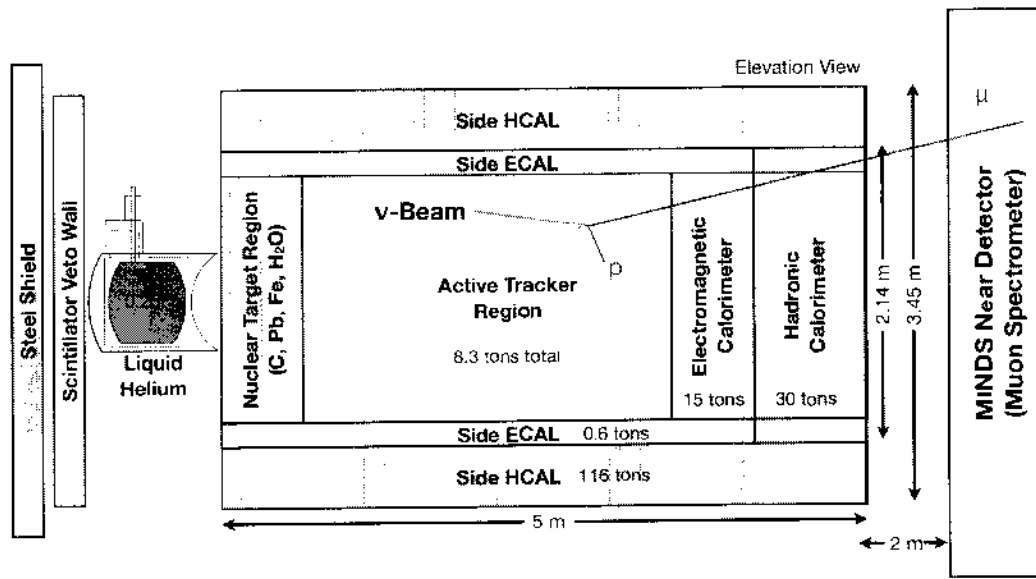 Elevation View
Steel Shield
Scintillator Veto Wall
Liquid
Helium
Side HCAL
Side ECAL
Nuclear Target Region
(C, Pb, Fe, H₂O)
ν-Beam
p
μ
Active Tracker
Region
8.3 tons total
Electromagnetic
Calorimeter
15 tons
Hadronic
Calorimeter
30 tons
Side ECAL 0.6 tons
Side HCAL 116 tons
2.14 m
3.45 m
5 m
2 m
MINOS Near Detector
(Muon Spectrometer)